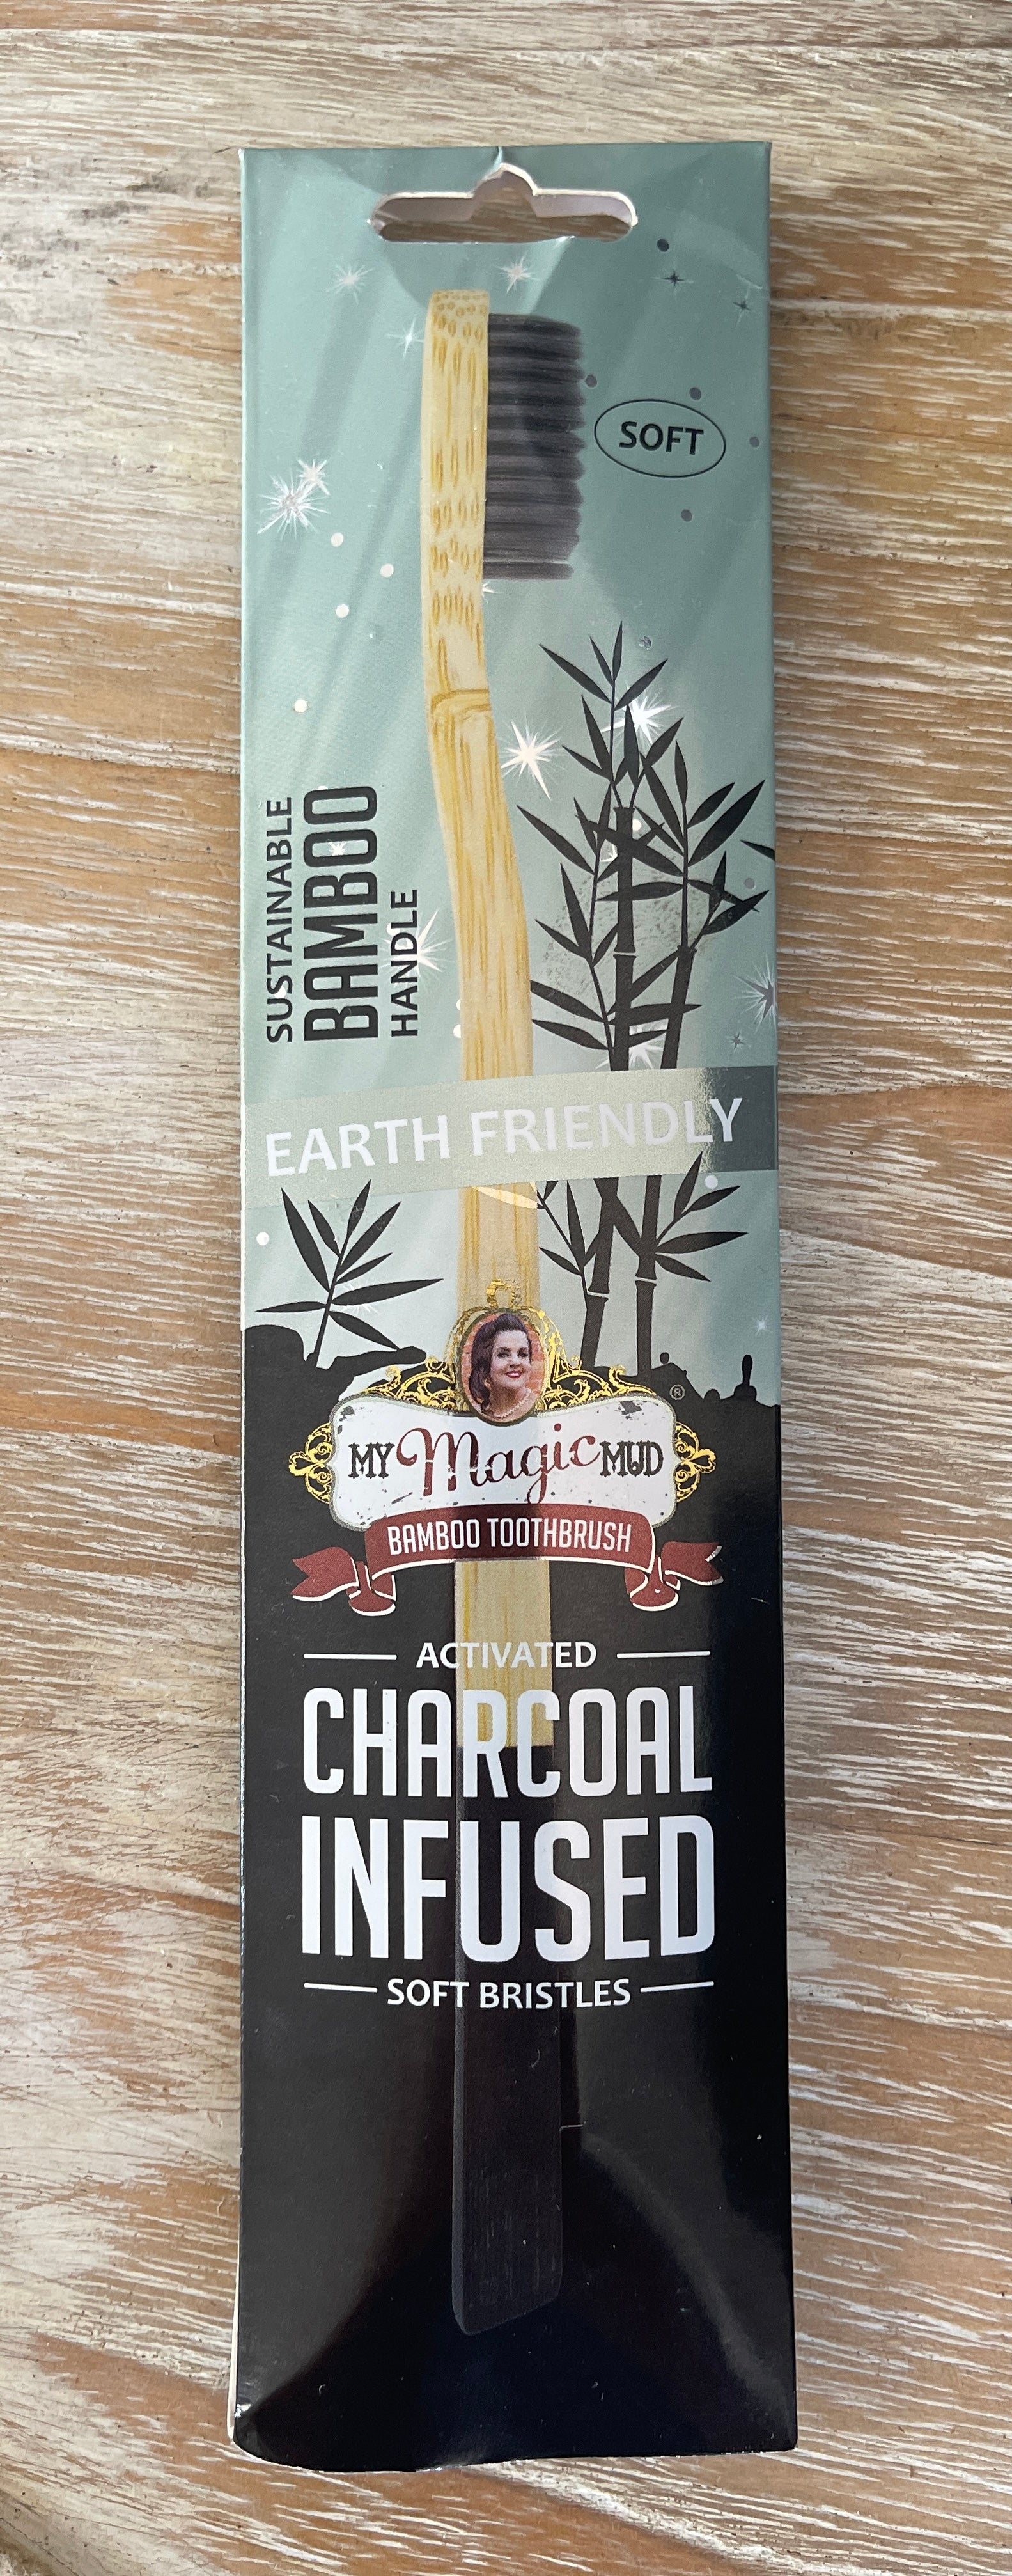 SOFT
SUSTAINABLE
BAMBOO
HANDLE
EARTH FRIENDLY
®
MY Magic MUD
BAMBOO TOOTHBRUSH
ACTIVATED
CHARCOAL
INFUSED
SOFT BRISTLES